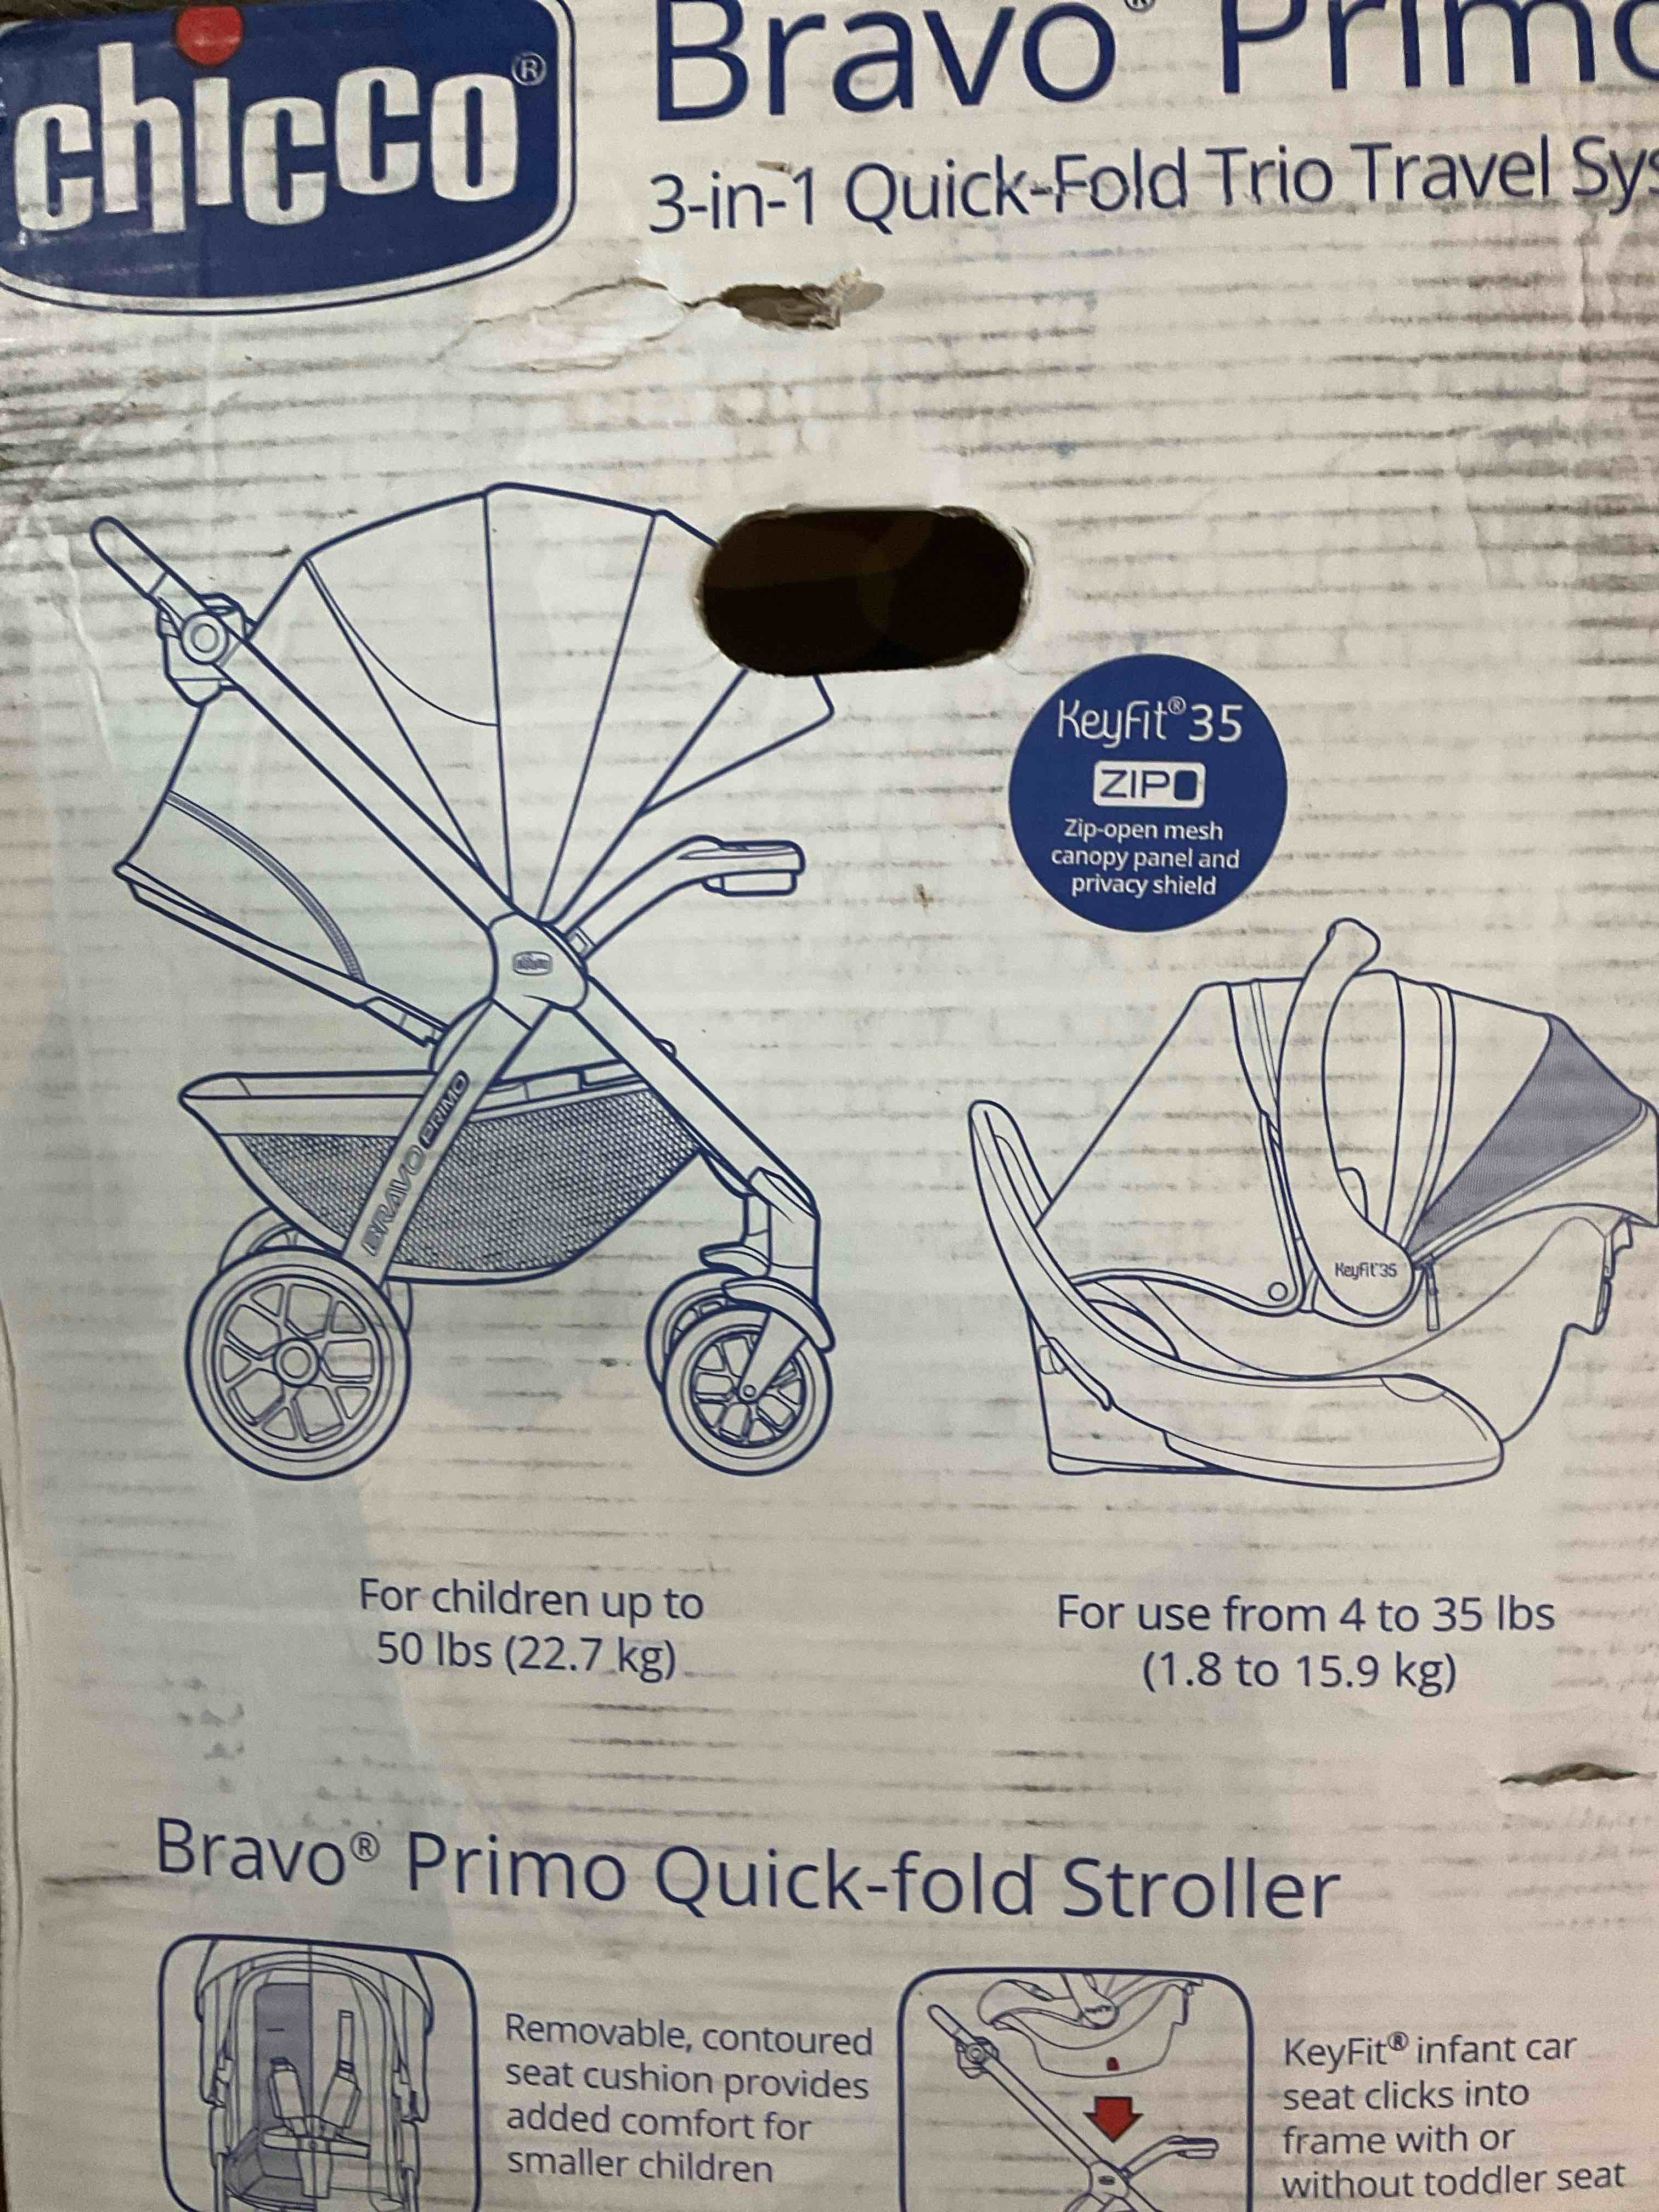 chicco®
Bravo® Primo
3-in-1 Quick-Fold Trio Travel
KeyFit®35
ZIP
Zip-open mesh
canopy panel and
privacy shield
chicco
BRAVO PRIMO
KeyFit®35
For children up to
50 lbs (22.7 kg)
For use from 4 to 35 lbs
(1.8 to 15.9 kg)
Bravo® Primo Quick-fold Stroller
Removable, contoured
seat cushion provides
added comfort for
smaller children
KeyFit® infant car
seat clicks into
frame with or
without toddler seat